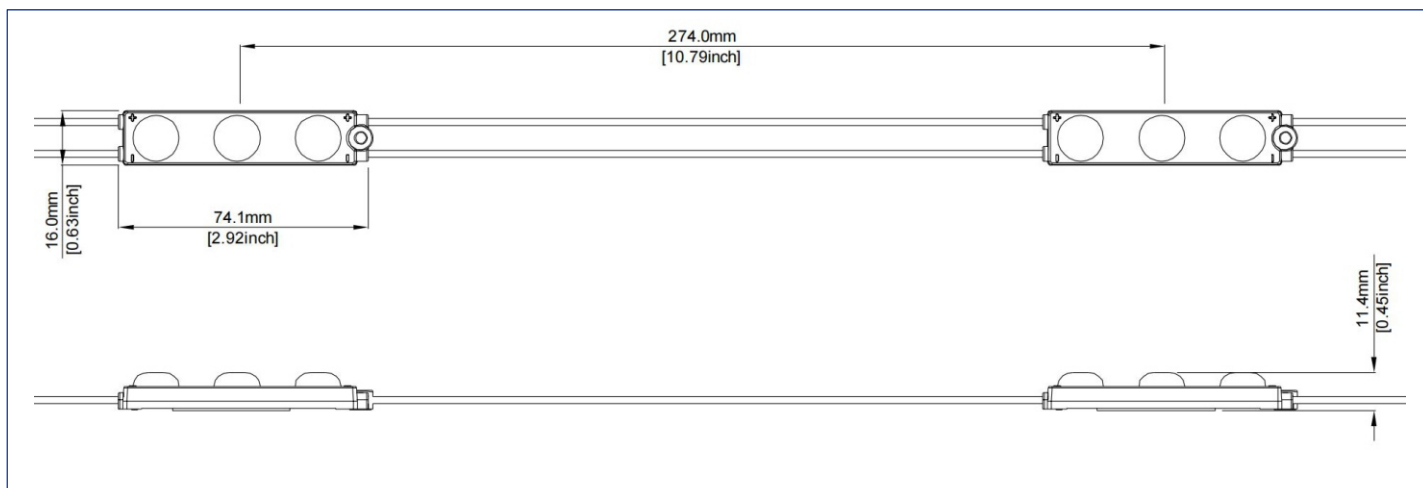 274.0mm
[10.79inch]
+ +
+ +
- -
- -
16.0mm
[0.63inch]
74.1mm
[2.92inch]
11.4mm
[0.45inch]